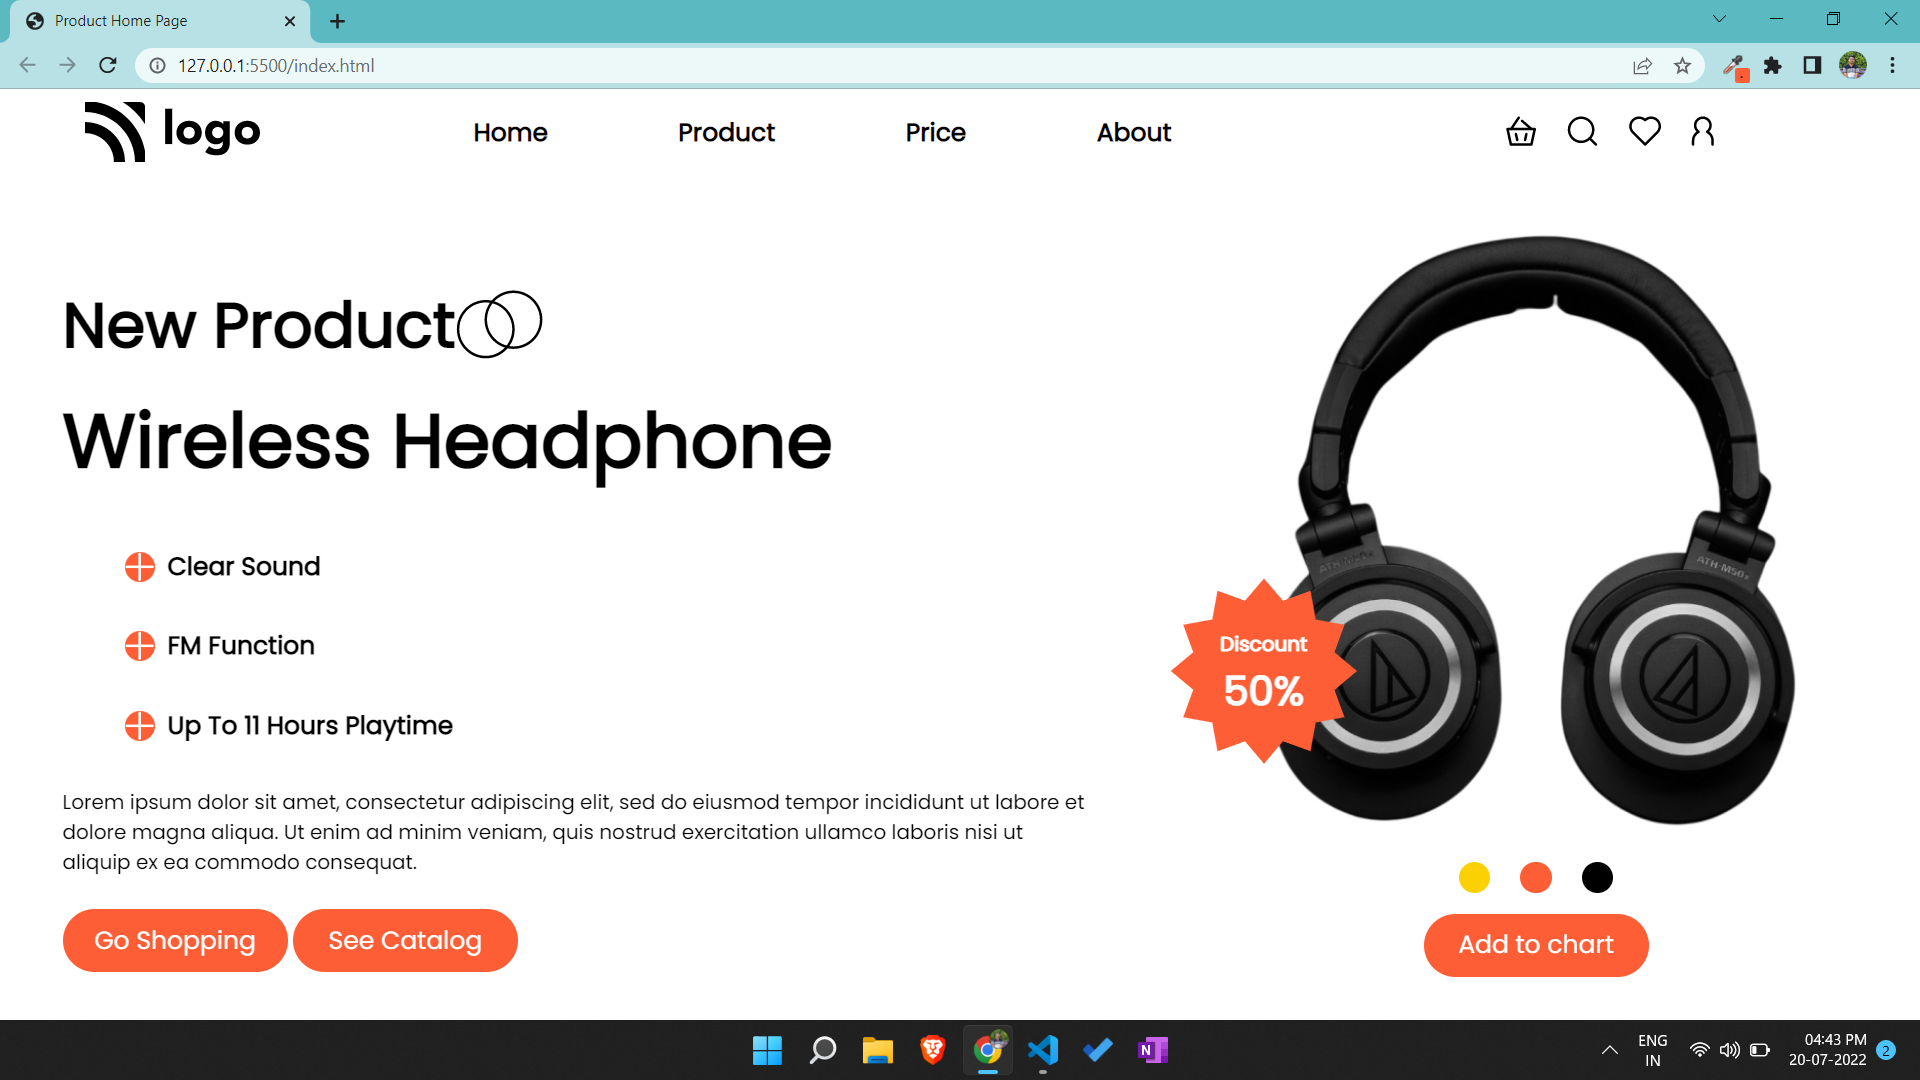 Product Home Page
127.0.0.1:5500/index.html
logo
Home Product Price About
New Product
Wireless Headphone
Clear Sound
FM Function
Up To 11 Hours Playtime
Lorem ipsum dolor sit amet, consectetur adipiscing elit, sed do eiusmod tempor incididunt ut labore et
dolore magna aliqua. Ut enim ad minim veniam, quis nostrud exercitation ullamco laboris nisi ut
aliquip ex ea commodo consequat.
Go Shopping See Catalog
ATH-M50x
Discount
50%
Add to chart
N
ENG
IN
04:43 PM
20-07-2022
2